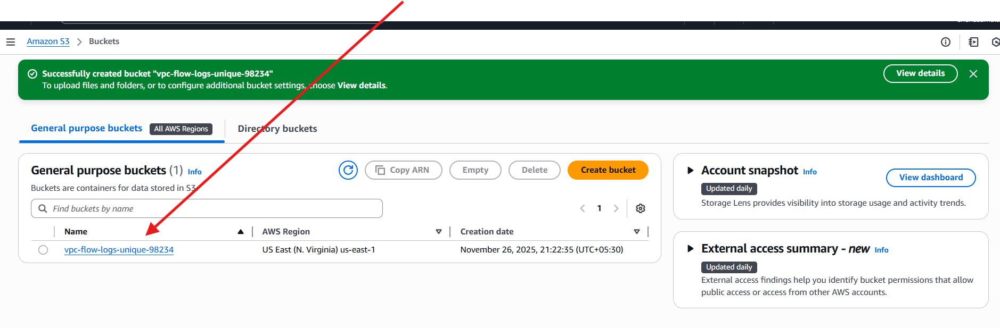 Amazon S3 > Buckets
Successfully created bucket "vpc-flow-logs-unique-98234"
To upload files and folders, or to configure additional bucket settings, choose View details.
View details
General purpose buckets
All AWS Regions
Directory buckets
General purpose buckets (1) Info
Buckets are containers for data stored in S3.
Copy ARN
Empty
Delete
Create bucket
Find buckets by name
1
Name
AWS Region
Creation date
vpc-flow-logs-unique-98234
US East (N. Virginia) us-east-1
November 26, 2025, 21:22:35 (UTC+05:30)
Account snapshot Info
Updated daily
View dashboard
Storage Lens provides visibility into storage usage and activity trends.
External access summary - new Info
Updated daily
External access findings help you identify bucket permissions that allow
public access or access from other AWS accounts.